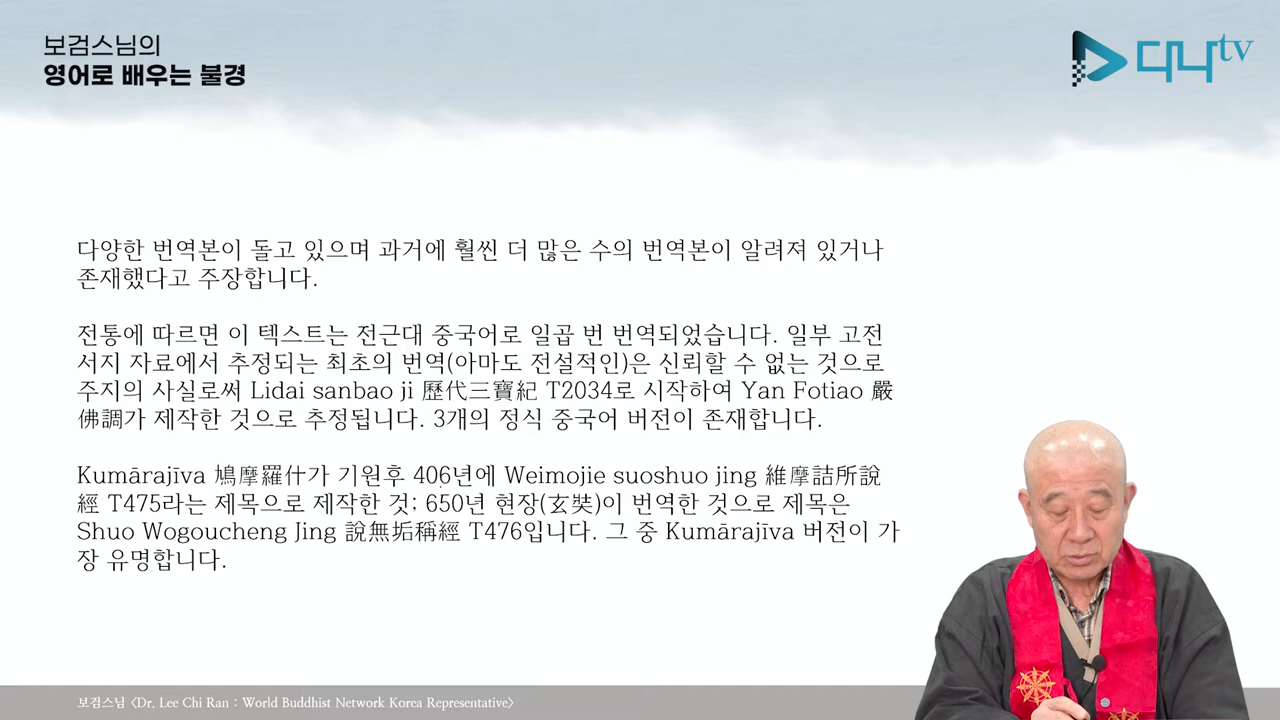 보검스님의
영어로 배우는 불경
디나tv
다양한 번역본이 돌고 있으며 과거에 훨씬 더 많은 수의 번역본이 알려져 있거나
존재했다고 주장합니다.
전통에 따르면 이 텍스트는 전근대 중국어로 일곱 번 번역되었습니다. 일부 고전
서지 자료에서 추정되는 최초의 번역(아마도 전설적인)은 신뢰할 수 없는 것으로
주지의 사실로써 Lidai sanbao ji 歷代三寶紀 T2034로 시작하여 Yan Fotiao 嚴
佛調가 제작한 것으로 추정됩니다. 3개의 정식 중국어 버전이 존재합니다.
Kumārajīva 鳩摩羅什가 기원후 406년에 Weimojie suoshuo jing 維摩詰所說
經 T475라는 제목으로 제작한 것; 650년 현장(玄奘)이 번역한 것으로 제목은
Shuo Wogoucheng Jing 說無垢稱經 T476입니다. 그 중 Kumārajīva 버전이 가
장 유명합니다.
보검스님 <Dr. Lee Chi Ran : World Buddhist Network Korea Representative>